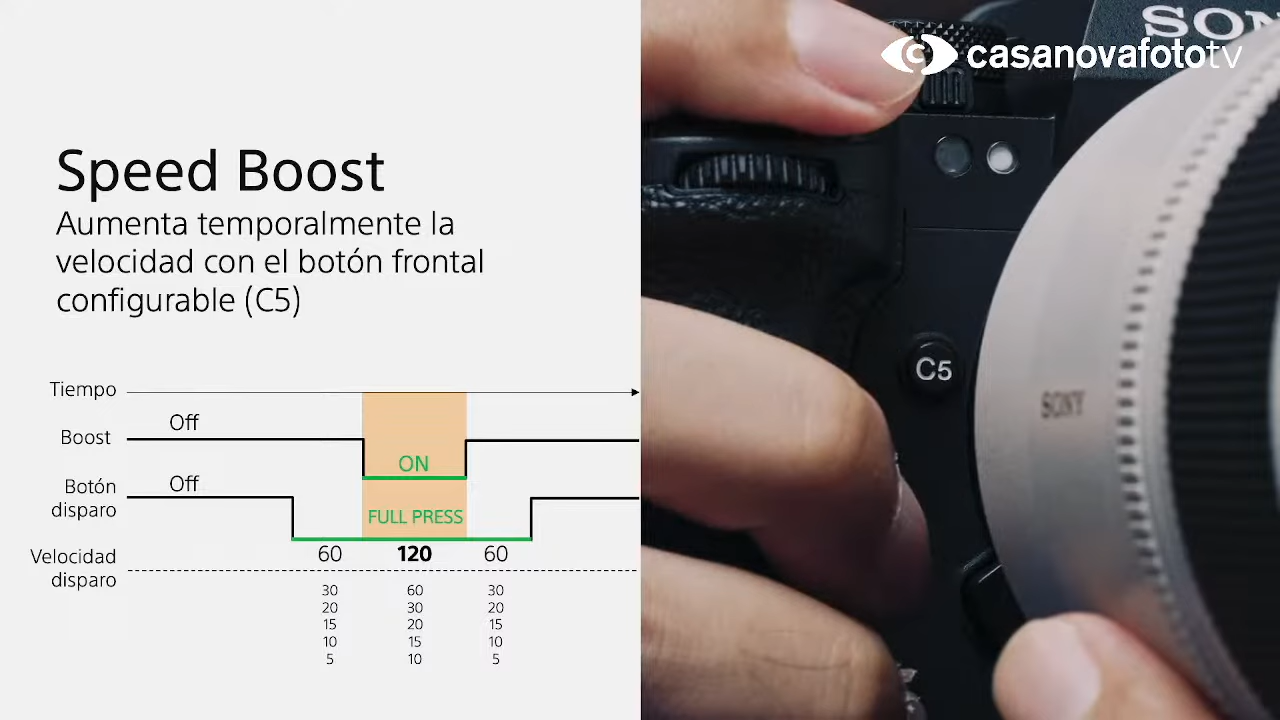 Speed Boost
Aumenta temporalmente la
velocidad con el botón frontal
configurable (C5)
Tiempo
Off
Boost
ON
Off
Botón
disparo
FULL PRESS
Velocidad
disparo
60 120 60
30 60 30
20 30 20
15 20 15
10 15 10
5 10 5
SON
casanovafototv
C5
SONY